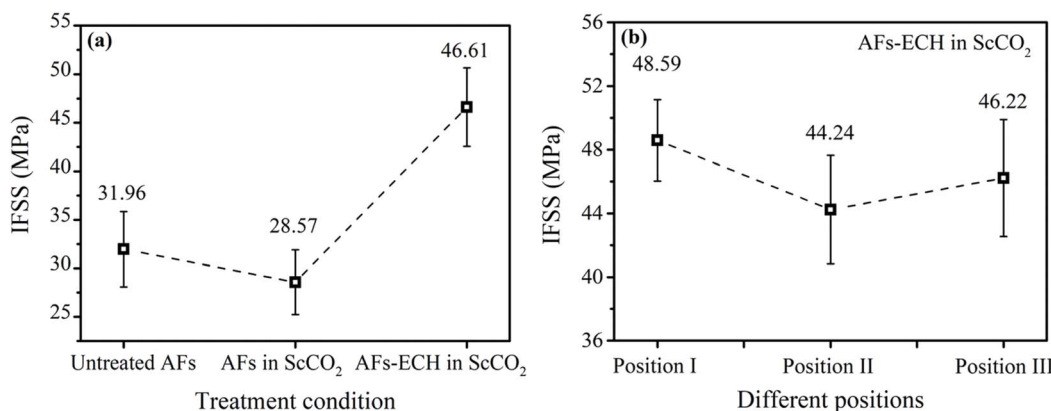 (a)
IFSS (MPa)
55
50
45
40
35
30
25
31.96
28.57
46.61
Untreated AFs
AFs in ScCO₂
AFs-ECH in ScCO₂
Treatment condition
(b)
AFs-ECH in ScCO₂
IFSS (MPa)
56
52
48
44
40
36
48.59
44.24
46.22
Position I
Position II
Position III
Different positions